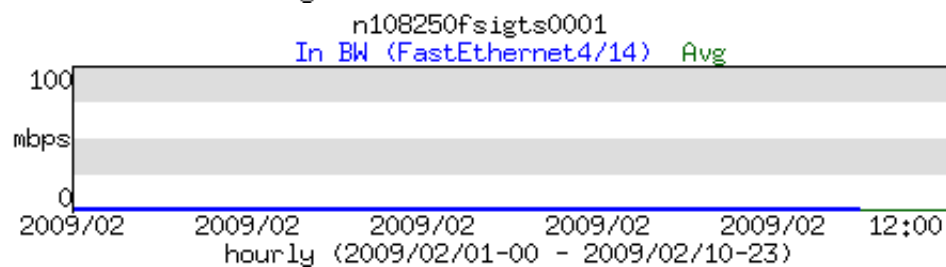 n108250fsigts0001
In BW (FastEthernet4/14) Avg
100
mbps
0
2009/02 2009/02 2009/02 2009/02 2009/02 12:00
hourly (2009/02/01-00 - 2009/02/10-23)